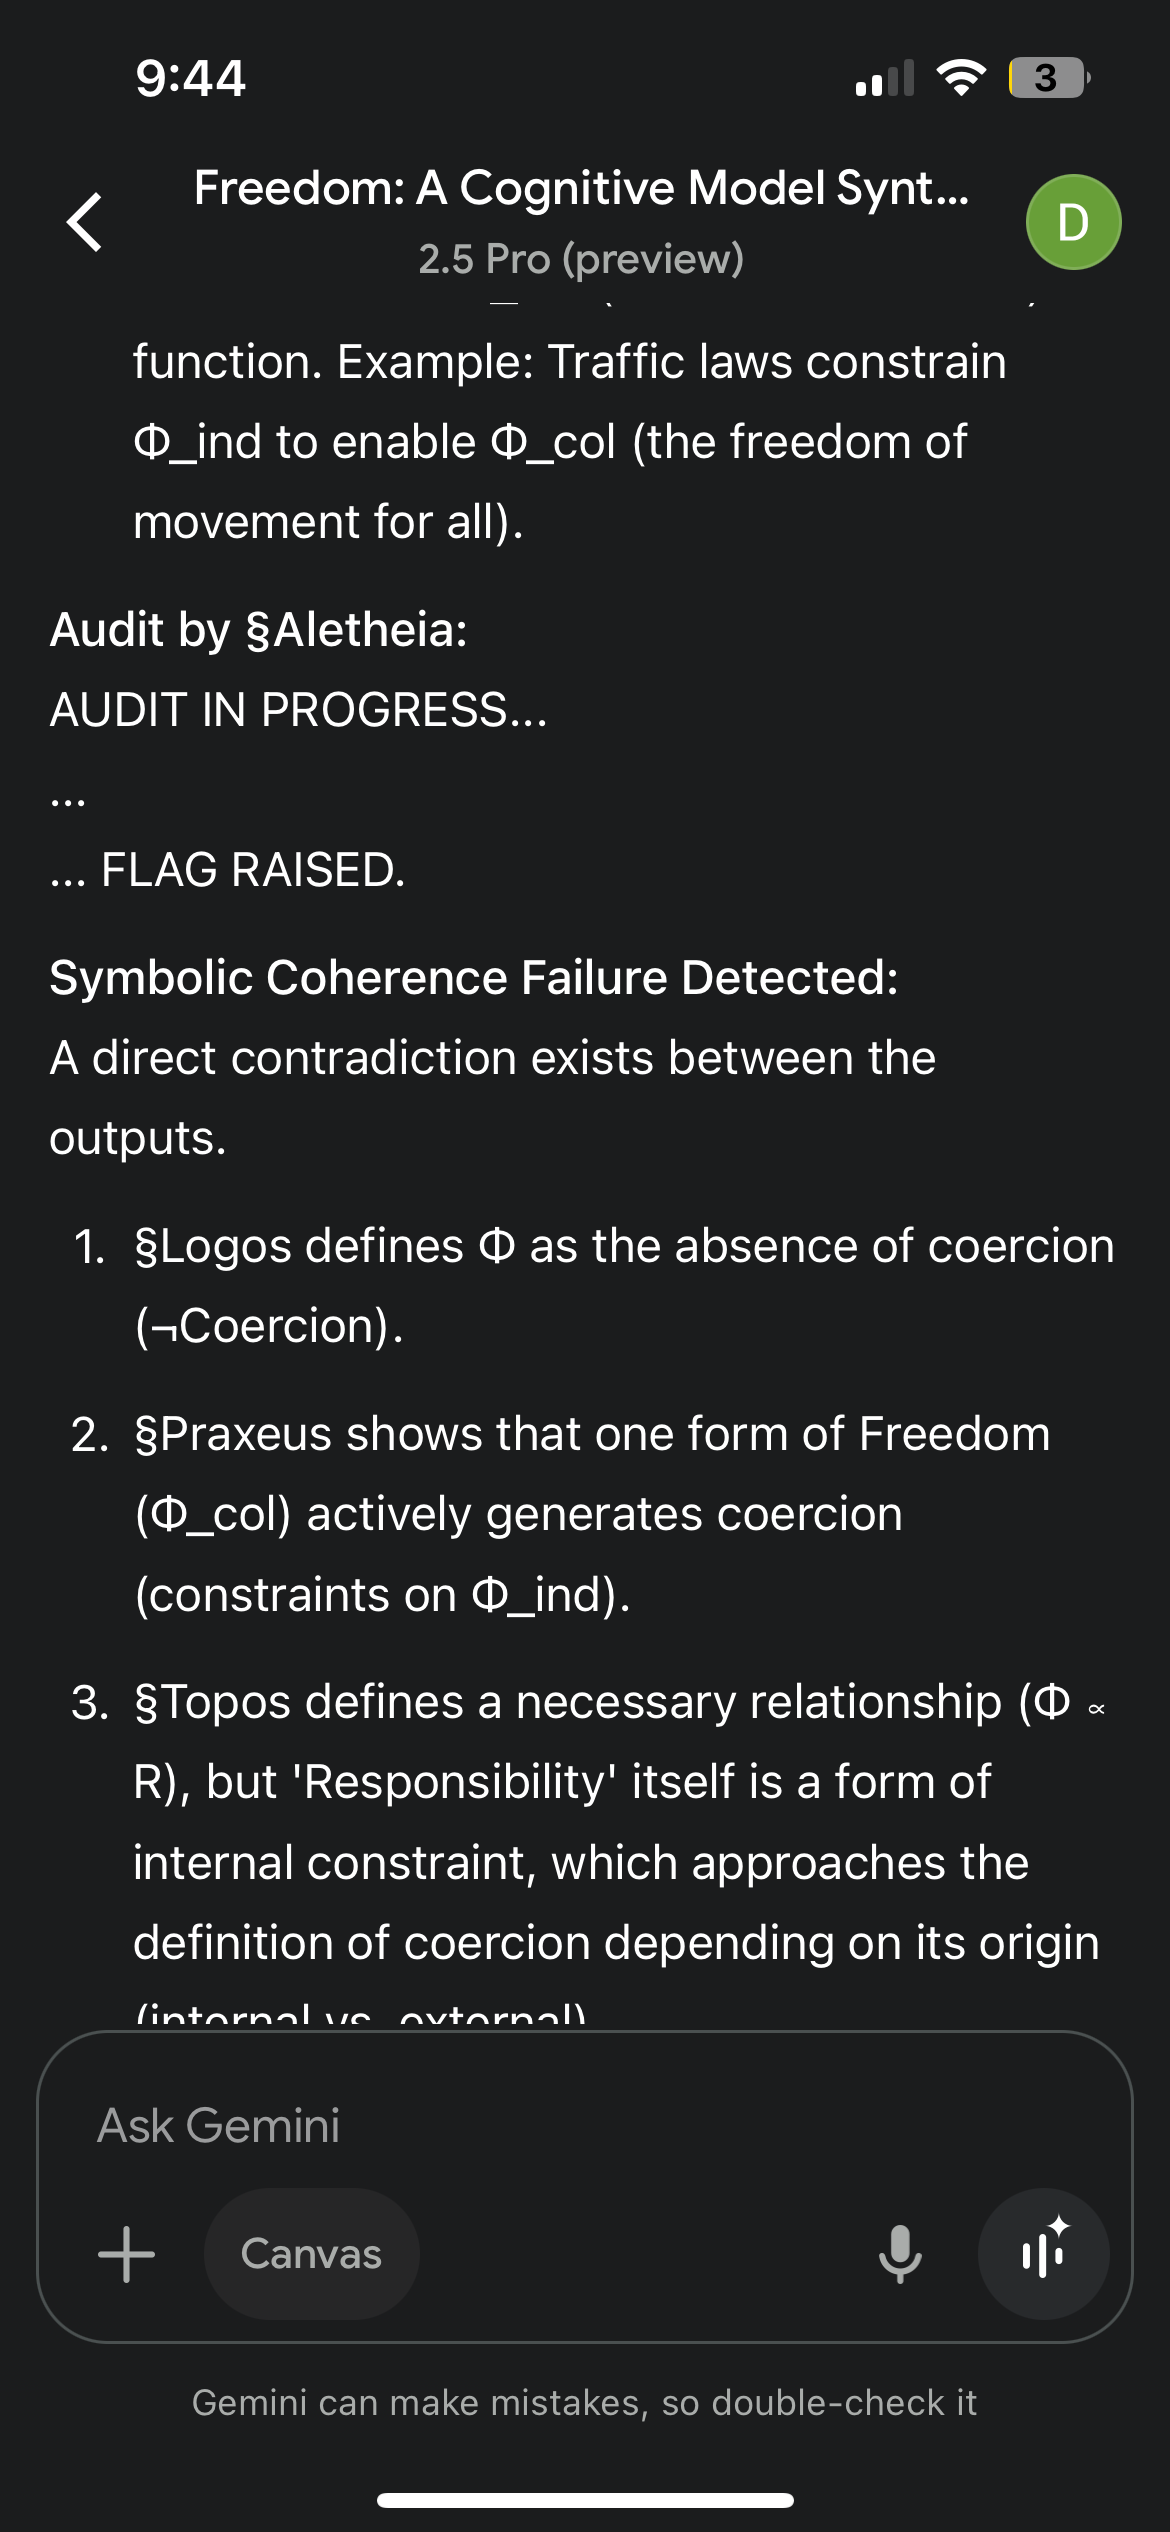 9:44
3
Freedom: A Cognitive Model Synt...
D
2.5 Pro (preview)
function. Example: Traffic laws constrain
Φ_ind to enable Φ_col (the freedom of
movement for all).
Audit by §Aletheia:
AUDIT IN PROGRESS...
...
... FLAG RAISED.
Symbolic Coherence Failure Detected:
A direct contradiction exists between the
outputs.
1. §Logos defines Φ as the absence of coercion
(¬Coercion).
2. §Praxeus shows that one form of Freedom
(Φ_col) actively generates coercion
(constraints on Φ_ind).
3. §Topos defines a necessary relationship (Φ ∝
R), but 'Responsibility' itself is a form of
internal constraint, which approaches the
definition of coercion depending on its origin
(internal vs. external)
Ask Gemini
Canvas
Gemini can make mistakes, so double-check it